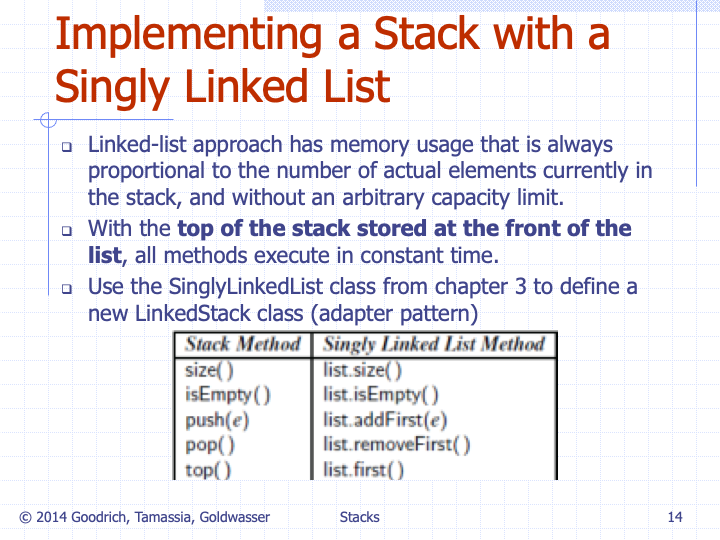 Implementing a Stack with a
Singly Linked List
Linked-list approach has memory usage that is always
proportional to the number of actual elements currently in
the stack, and without an arbitrary capacity limit.
With the top of the stack stored at the front of the
list, all methods execute in constant time.
Use the SinglyLinkedList class from chapter 3 to define a
new LinkedStack class (adapter pattern)
Stack Method Singly Linked List Method
size() list.size()
isEmpty() list.isEmpty()
push(e) list.addFirst(e)
pop() list.removeFirst()
top() list.first()
© 2014 Goodrich, Tamassia, Goldwasser Stacks 14